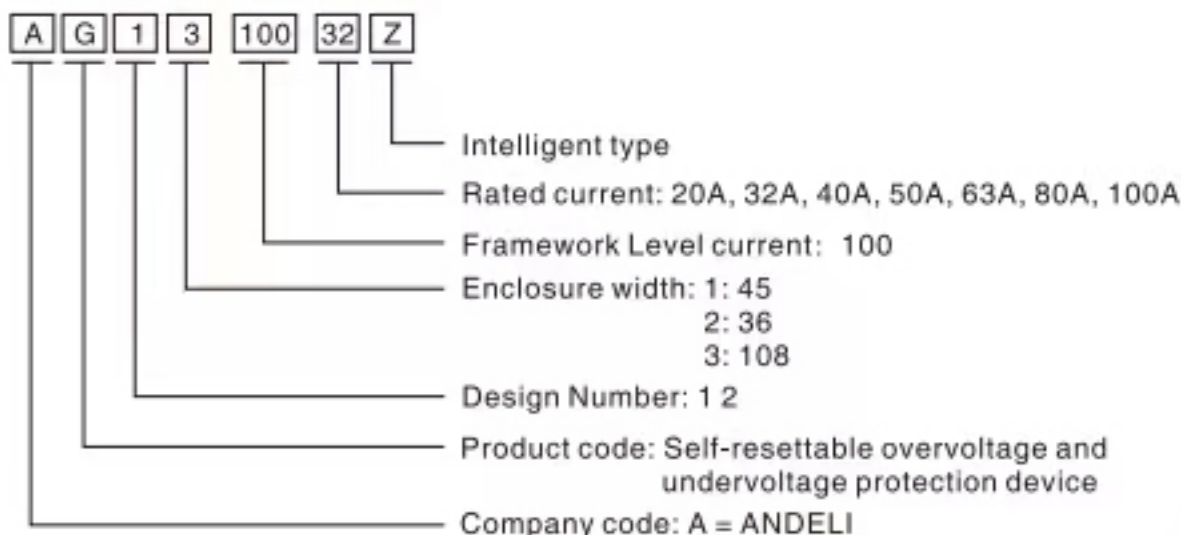 A G 1 3 100 32 Z
Intelligent type
Rated current: 20A, 32A, 40A, 50A, 63A, 80A, 100A
Framework Level current: 100
Enclosure width: 1: 45
2: 36
3: 108
Design Number: 1 2
Product code: Self-resettable overvoltage and
undervoltage protection device
Company code: A = ANDELI